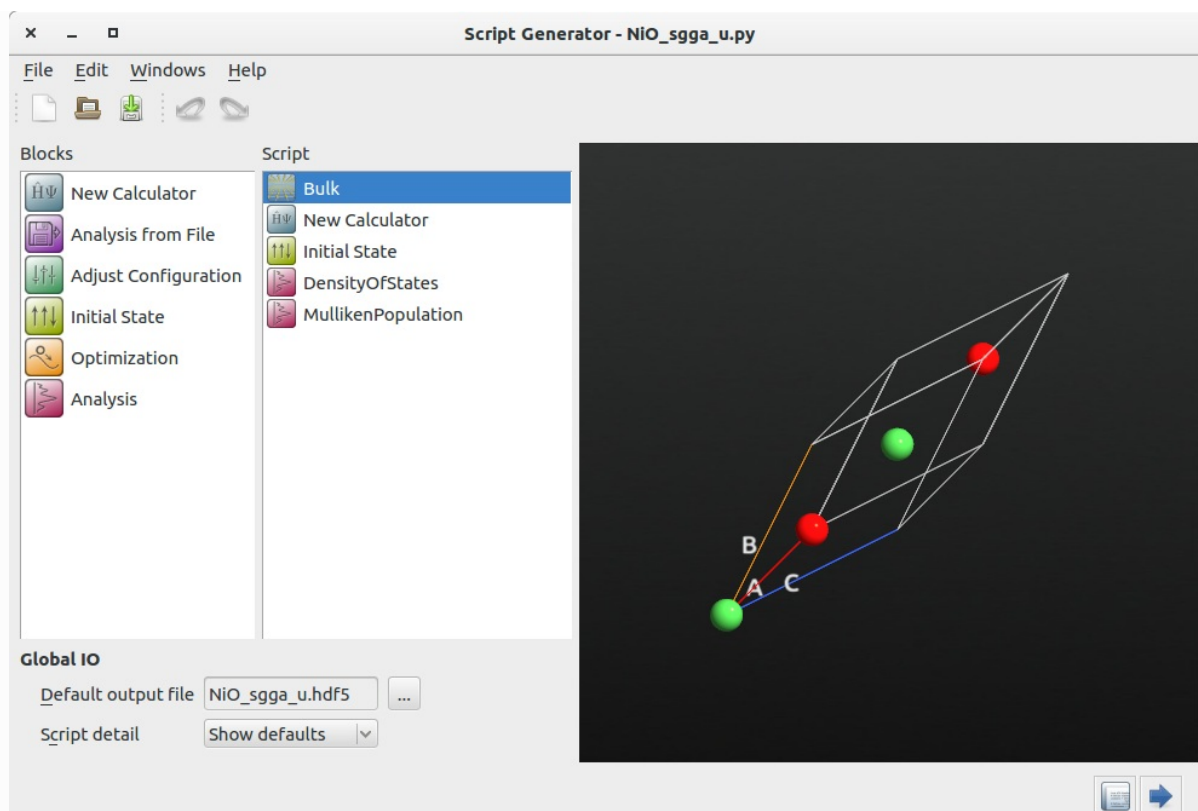 Script Generator - NiO_sgga_u.py
File Edit Windows Help
Blocks
Script
ĤΨ New Calculator
Analysis from File
Adjust Configuration
Initial State
Optimization
Analysis
Bulk
ĤΨ New Calculator
Initial State
DensityOfStates
MullikenPopulation
B
A
C
Global IO
Default output file NiO_sgga_u.hdf5 ...
Script detail Show defaults